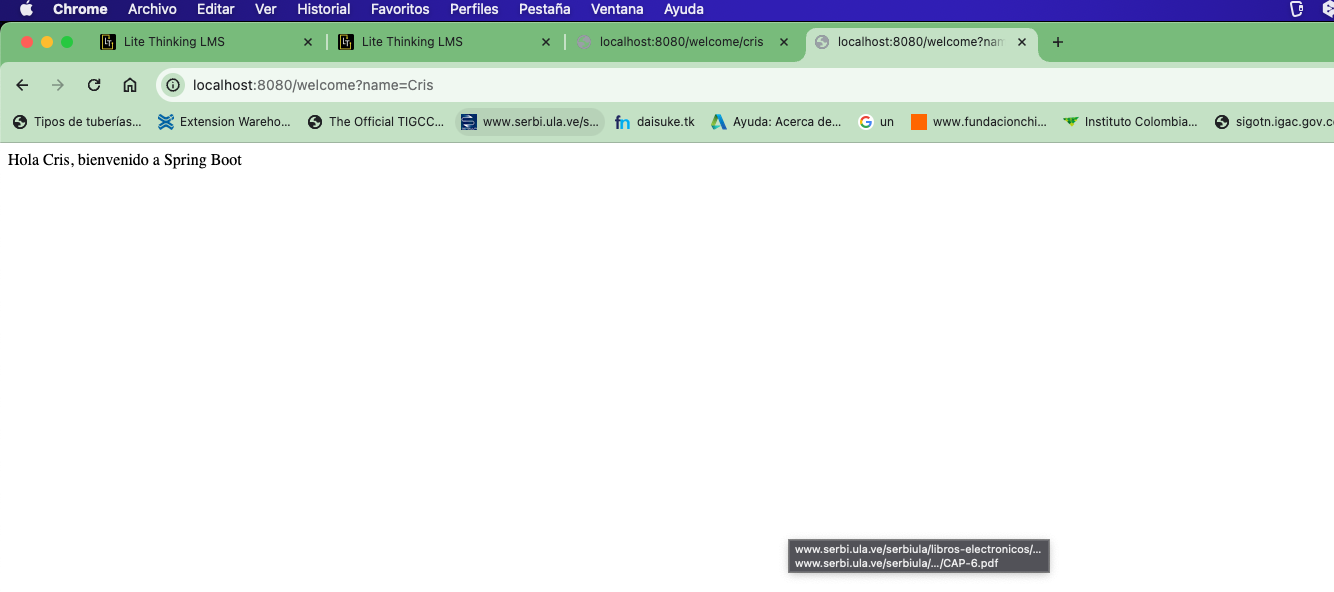 Chrome Archivo Editar Ver Historial Favoritos Perfiles Pestaña Ventana Ayuda
Lite Thinking LMS Lite Thinking LMS localhost:8080/welcome/cris localhost:8080/welcome?nam
localhost:8080/welcome?name=Cris
Tipos de tuberías... Extension Wareho... The Official TIGCC... www.serbi.ula.ve/s... daisuke.tk Ayuda: Acerca de... un www.fundacionchi... Instituto Colombia... sigotn.igac.gov.c
Hola Cris, bienvenido a Spring Boot
www.serbi.ula.ve/serbiula/libros-electronicos/...
www.serbi.ula.ve/serbiula/.../CAP-6.pdf